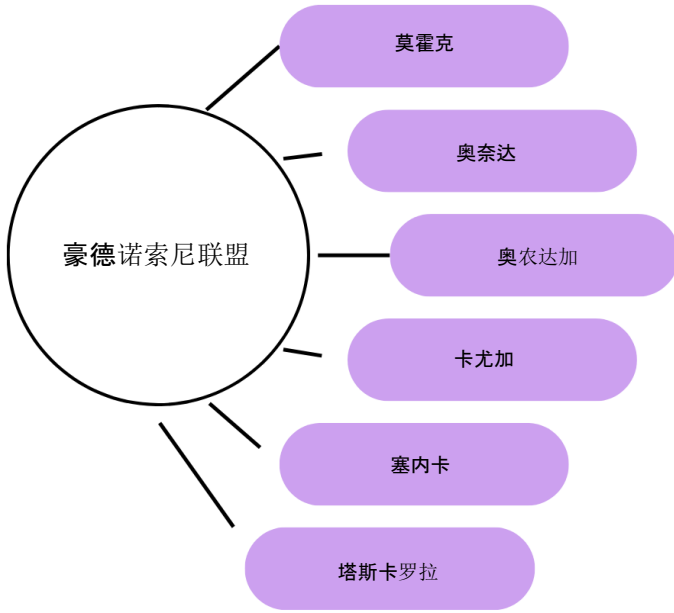 莫霍克
奥奈达
豪德诺索尼联盟
奥农达加
卡尤加
塞内卡
塔斯卡罗拉